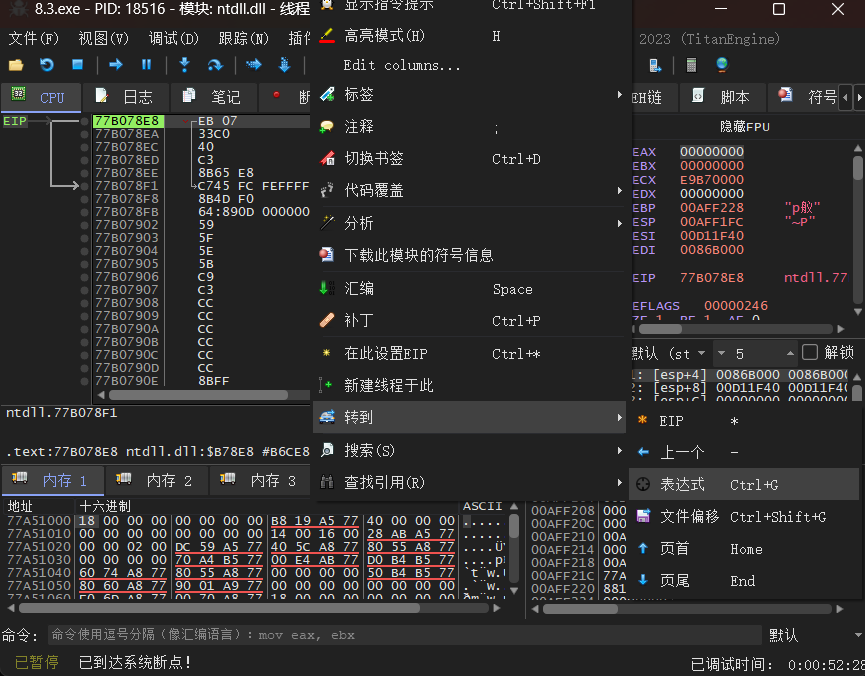 8.3.exe - PID: 18516 - 模块: ntdll.dll - 线程
文件(F) 视图(V) 调试(D) 跟踪(N) 插件
2023 (TitanEngine)
CPU 日志 笔记 断 EH链 脚本 符号
显示指令提示 Ctrl+Shift+F1
高亮模式(H) H
Edit columns...
标签
注释 ;
切换书签 Ctrl+D
代码覆盖
分析
下载此模块的符号信息
汇编 Space
补丁 Ctrl+P
在此设置EIP Ctrl+*
新建线程于此
转到
搜索(S)
查找引用(R)
EIP *
上一个 -
表达式 Ctrl+G
文件偏移 Ctrl+Shift+G
页首 Home
页尾 End
EIP
77B078E8 EB 07
77B078EA 33C0
77B078EC 40
77B078ED C3
77B078EE 8B65 E8
77B078F1 C745 FC FEFFFF
77B078F8 8B4D F0
77B078FB 64:890D 000000
77B07902 59
77B07903 5F
77B07904 5E
77B07905 5B
77B07906 C9
77B07907 C3
77B07908 CC
77B07909 CC
77B0790A CC
77B0790B CC
77B0790C CC
77B0790D CC
77B0790E 8BFF
隐藏FPU
EAX 00000000
EBX 00000000
ECX E9B70000
EDX 00000000
EBP 00AFF228
ESP 00AFF1FC "~P"
ESI 00D11F40
EDI 0086B000
EIP 77B078E8 ntdll.77
EFLAGS 00000246
默认 (st 5 解锁
1: [esp+4] 0086B000 0086B000
2: [esp+8] 00D11F40 00D11F40
ntdll.77B078F1
.text:77B078E8 ntdll.dll:$B78E8 #B6CE8
内存 1 内存 2 内存 3
地址 十六进制 ASCII
77A51000 18 00 00 00 00 00 00 00 B8 19 A5 77 40 00 00 00
77A51010 00 00 00 00 00 00 00 00 14 00 16 00 28 AB A5 77
77A51020 00 00 02 00 DC 59 A5 77 40 5C A8 77 80 55 A8 77
77A51030 00 00 00 00 70 A4 B5 77 00 E4 AB 77 D0 B4 B5 77
77A51040 60 74 A8 77 80 55 A8 77 00 00 00 00 50 B4 B5 77
77A51050 80 60 A8 77 90 01 A9 77 00 00 00 00 00 00 00 00
00AFF208 000
00AFF20C 000
00AFF210 00A
00AFF214 000
00AFF218 00A
00AFF21C 77A
00AFF220 881
命令: 命令使用逗号分隔（像汇编语言）: mov eax, ebx 默认
已暂停 已到达系统断点! 已调试时间: 0:00:52:28